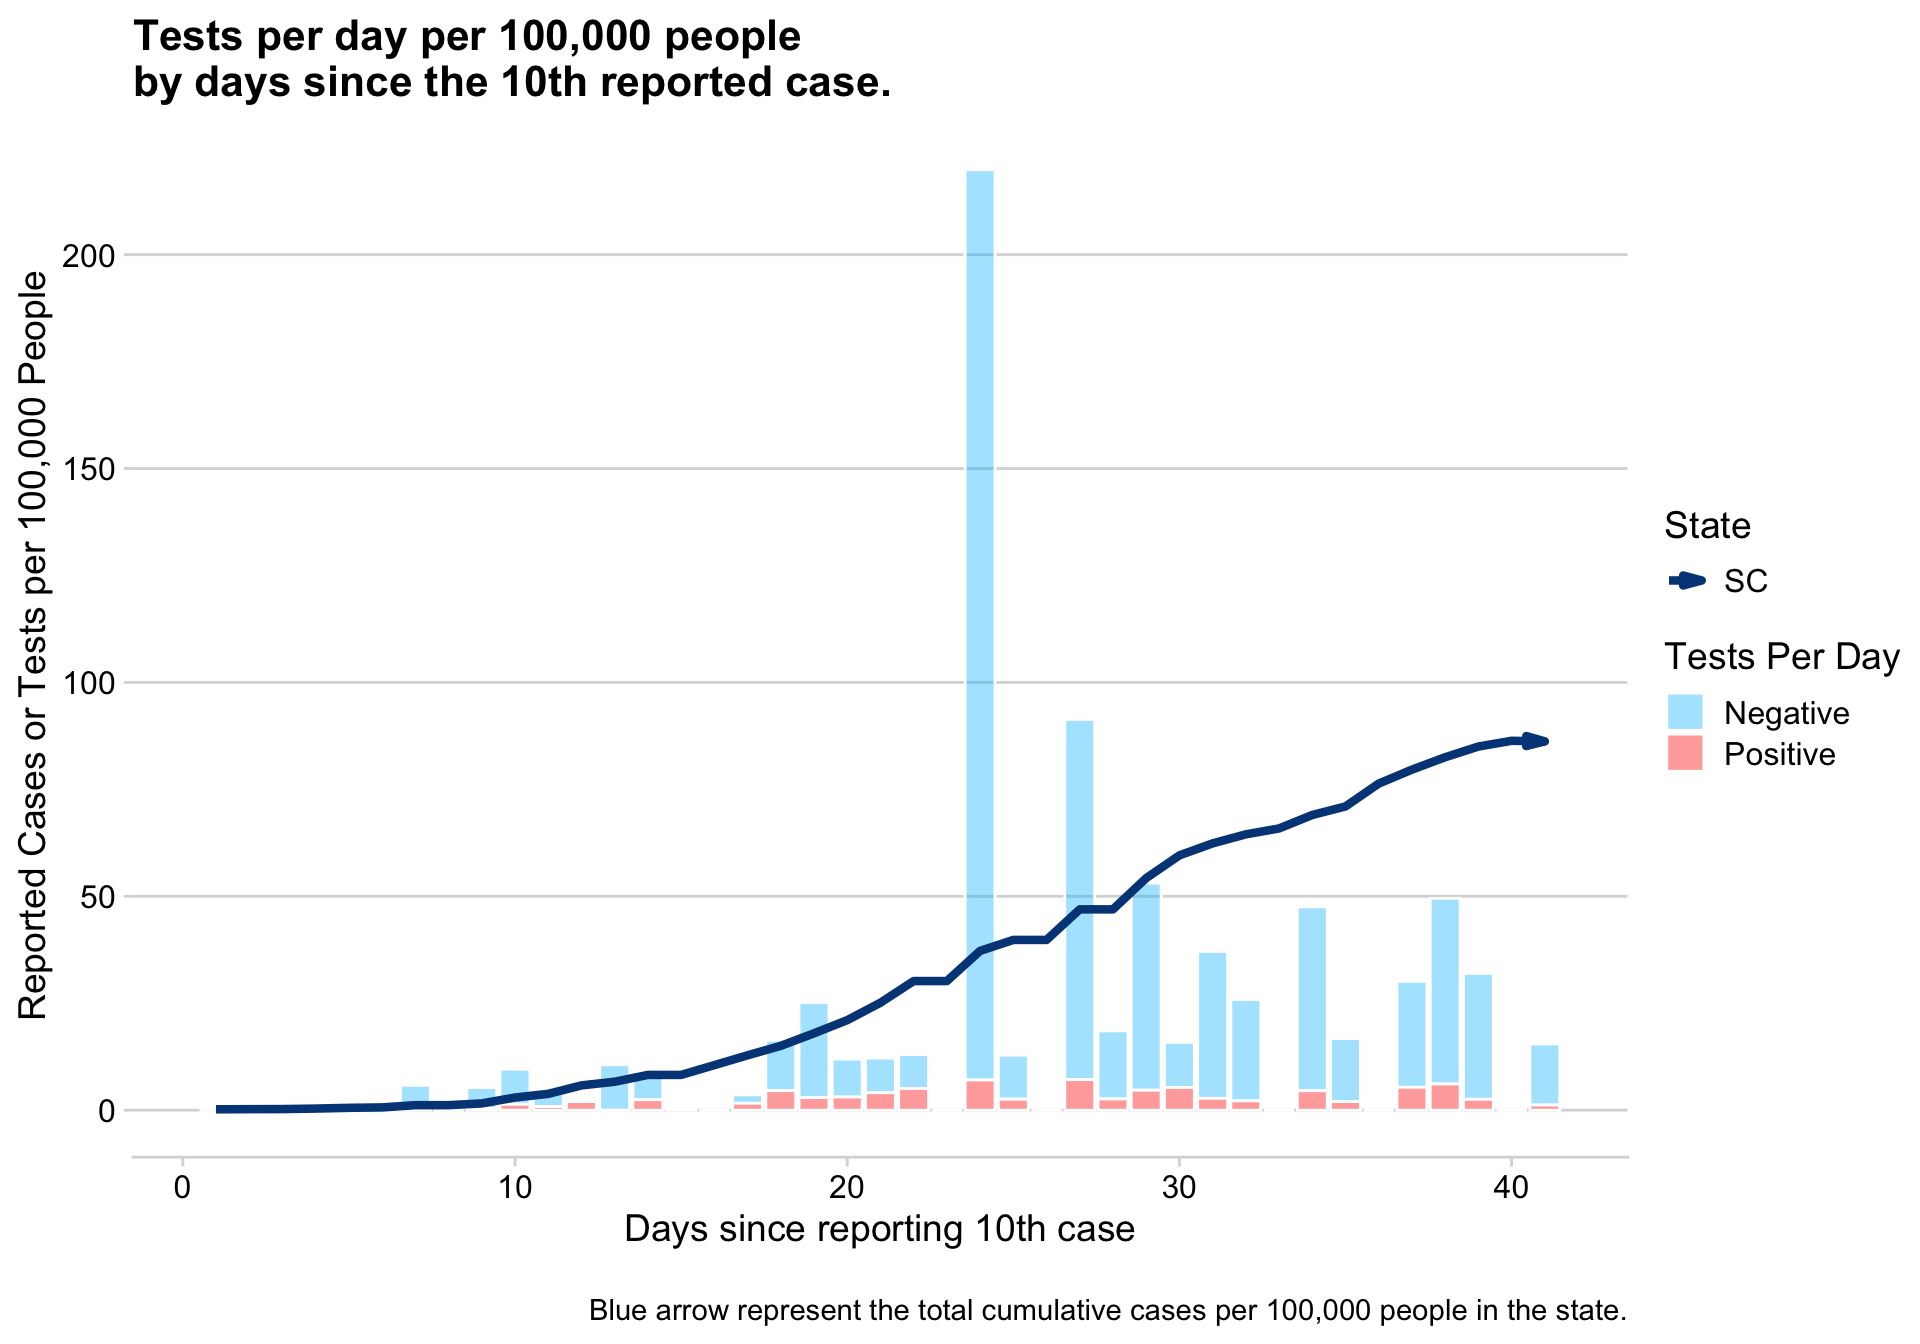 Tests per day per 100,000 people
by days since the 10th reported case.
Reported Cases or Tests per 100,000 People
200
150
100
50
0
0
10
20
30
40
Days since reporting 10th case
State
SC
Tests Per Day
Negative
Positive
Blue arrow represent the total cumulative cases per 100,000 people in the state.